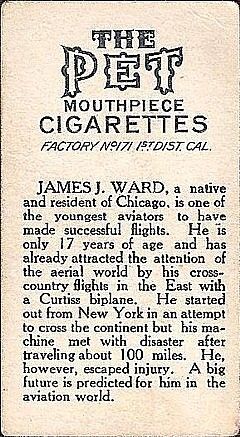 THE
PET
MOUTHPIECE
CIGARETTES
FACTORY No 171 1ST DIST. CAL.
JAMES J. WARD, a native
and resident of Chicago, is one of
the youngest aviators to have
made successful flights. He is
only 17 years of age and has
already attracted the attention of
the aerial world by his cross-
country flights in the East with
a Curtiss biplane. He started
out from New York in an attempt
to cross the continent but his ma-
chine met with disaster after
traveling about 100 miles. He,
however, escaped injury. A big
future is predicted for him in the
aviation world.